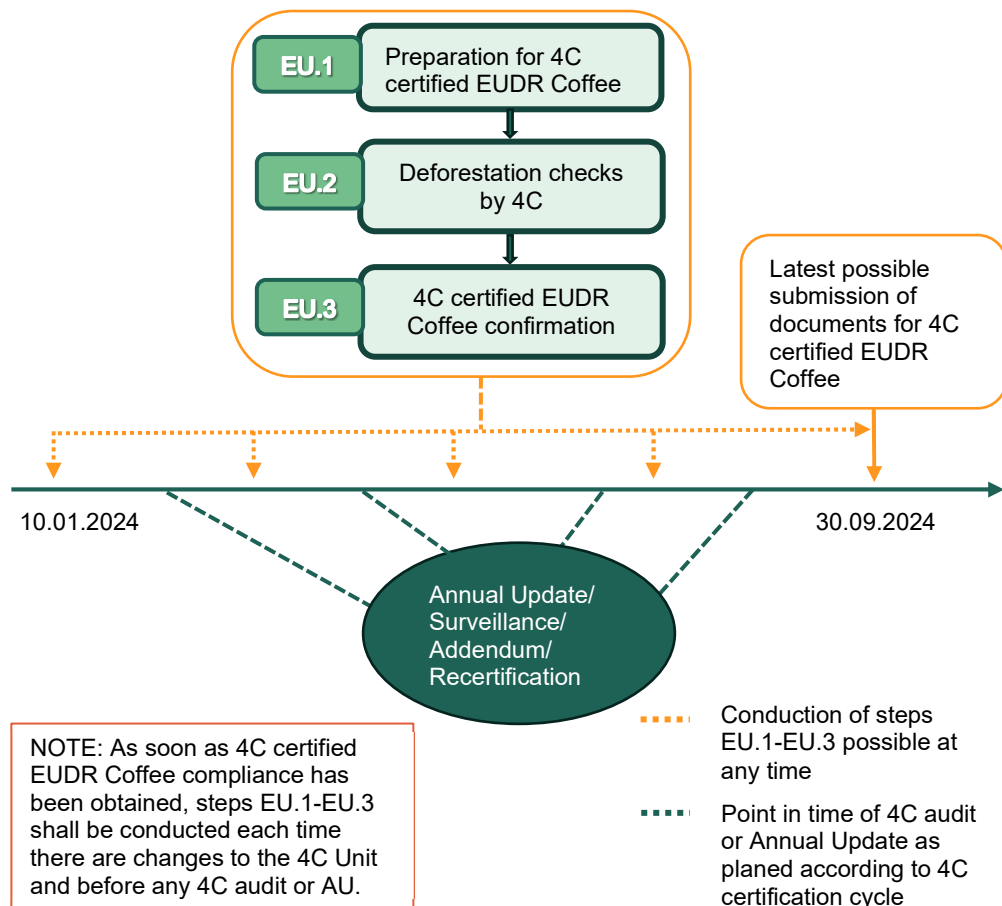 EU.1
Preparation for 4C
certified EUDR Coffee
EU.2
Deforestation checks
by 4C
EU.3
4C certified EUDR
Coffee confirmation
Latest possible
submission of
documents for 4C
certified EUDR
Coffee
10.01.2024
30.09.2024
Annual Update/
Surveillance/
Addendum/
Recertification
NOTE: As soon as 4C certified
EUDR Coffee compliance has
been obtained, steps EU.1-EU.3
shall be conducted each time
there are changes to the 4C Unit
and before any 4C audit or AU.
Conduction of steps
EU.1-EU.3 possible at
any time
Point in time of 4C audit
or Annual Update as
planed according to 4C
certification cycle